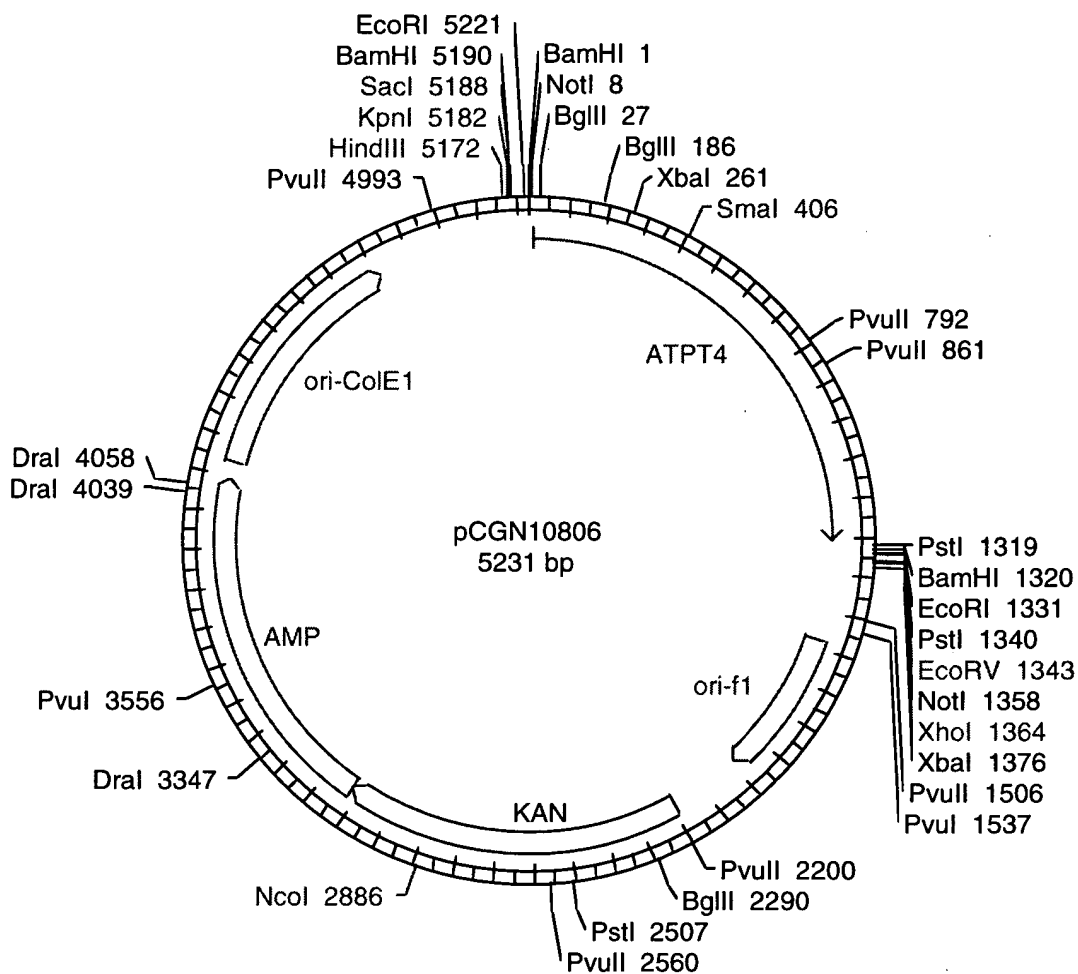 EcoRI 5221
BamHI 5190
SacI 5188
KpnI 5182
HindIII 5172
PvuII 4993
BamHI 1
NotI 8
BglII 27
BglII 186
XbaI 261
SmaI 406
PvuII 792
PvuII 861
ATPT4
ori-ColE1
DraI 4058
DraI 4039
pCGN10806
5231 bp
PstI 1319
BamHI 1320
EcoRI 1331
PstI 1340
EcoRV 1343
NotI 1358
XhoI 1364
XbaI 1376
PvuII 1506
PvuI 1537
AMP
ori-f1
PvuI 3556
DraI 3347
KAN
NcoI 2886
PvuII 2200
BglII 2290
PstI 2507
PvuII 2560